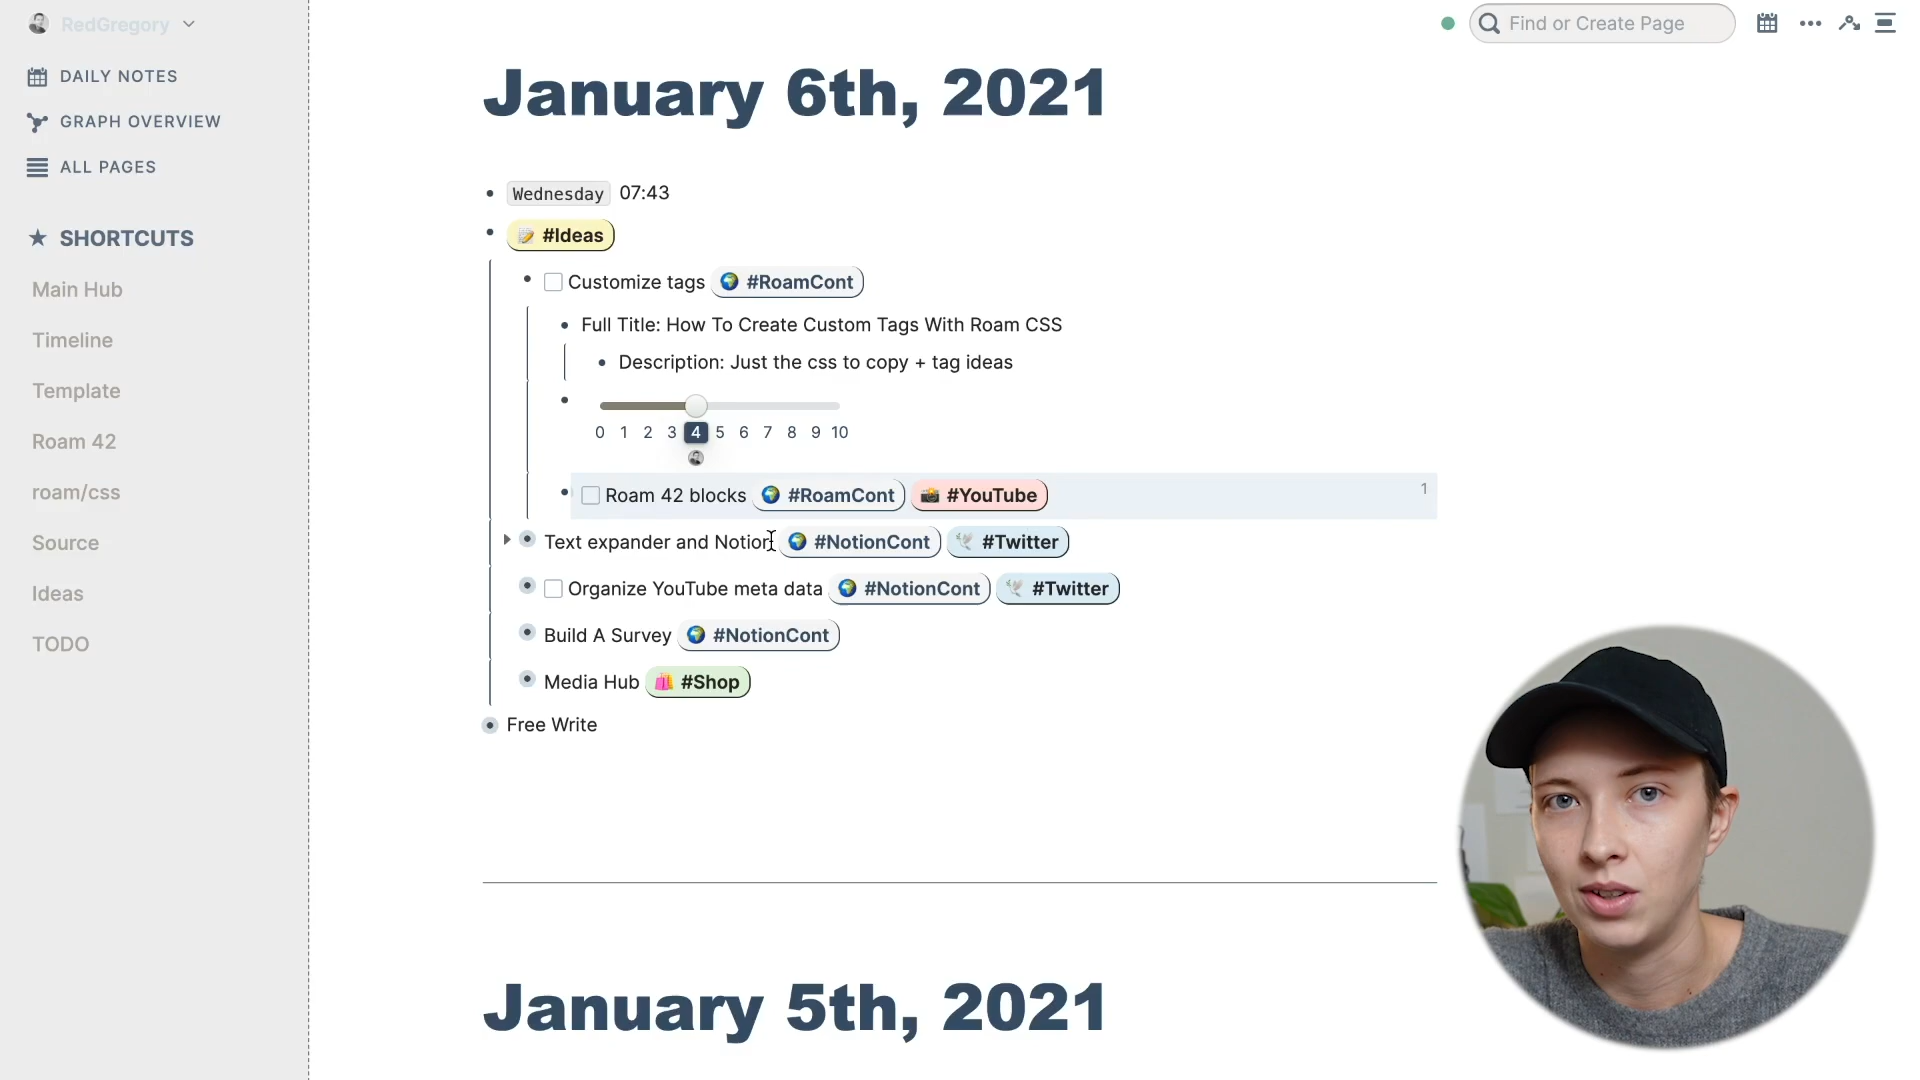 RedGregory
Find or Create Page
DAILY NOTES
GRAPH OVERVIEW
ALL PAGES
SHORTCUTS
Main Hub
Timeline
Template
Roam 42
roam/css
Source
Ideas
TODO
January 6th, 2021
Wednesday 07:43
#Ideas
Customize tags #RoamCont
Full Title: How To Create Custom Tags With Roam CSS
Description: Just the css to copy + tag ideas
0 1 2 3 4 5 6 7 8 9 10
Roam 42 blocks #RoamCont #YouTube 1
Text expander and Notion #NotionCont #Twitter
Organize YouTube meta data #NotionCont #Twitter
Build A Survey #NotionCont
Media Hub #Shop
Free Write
January 5th, 2021